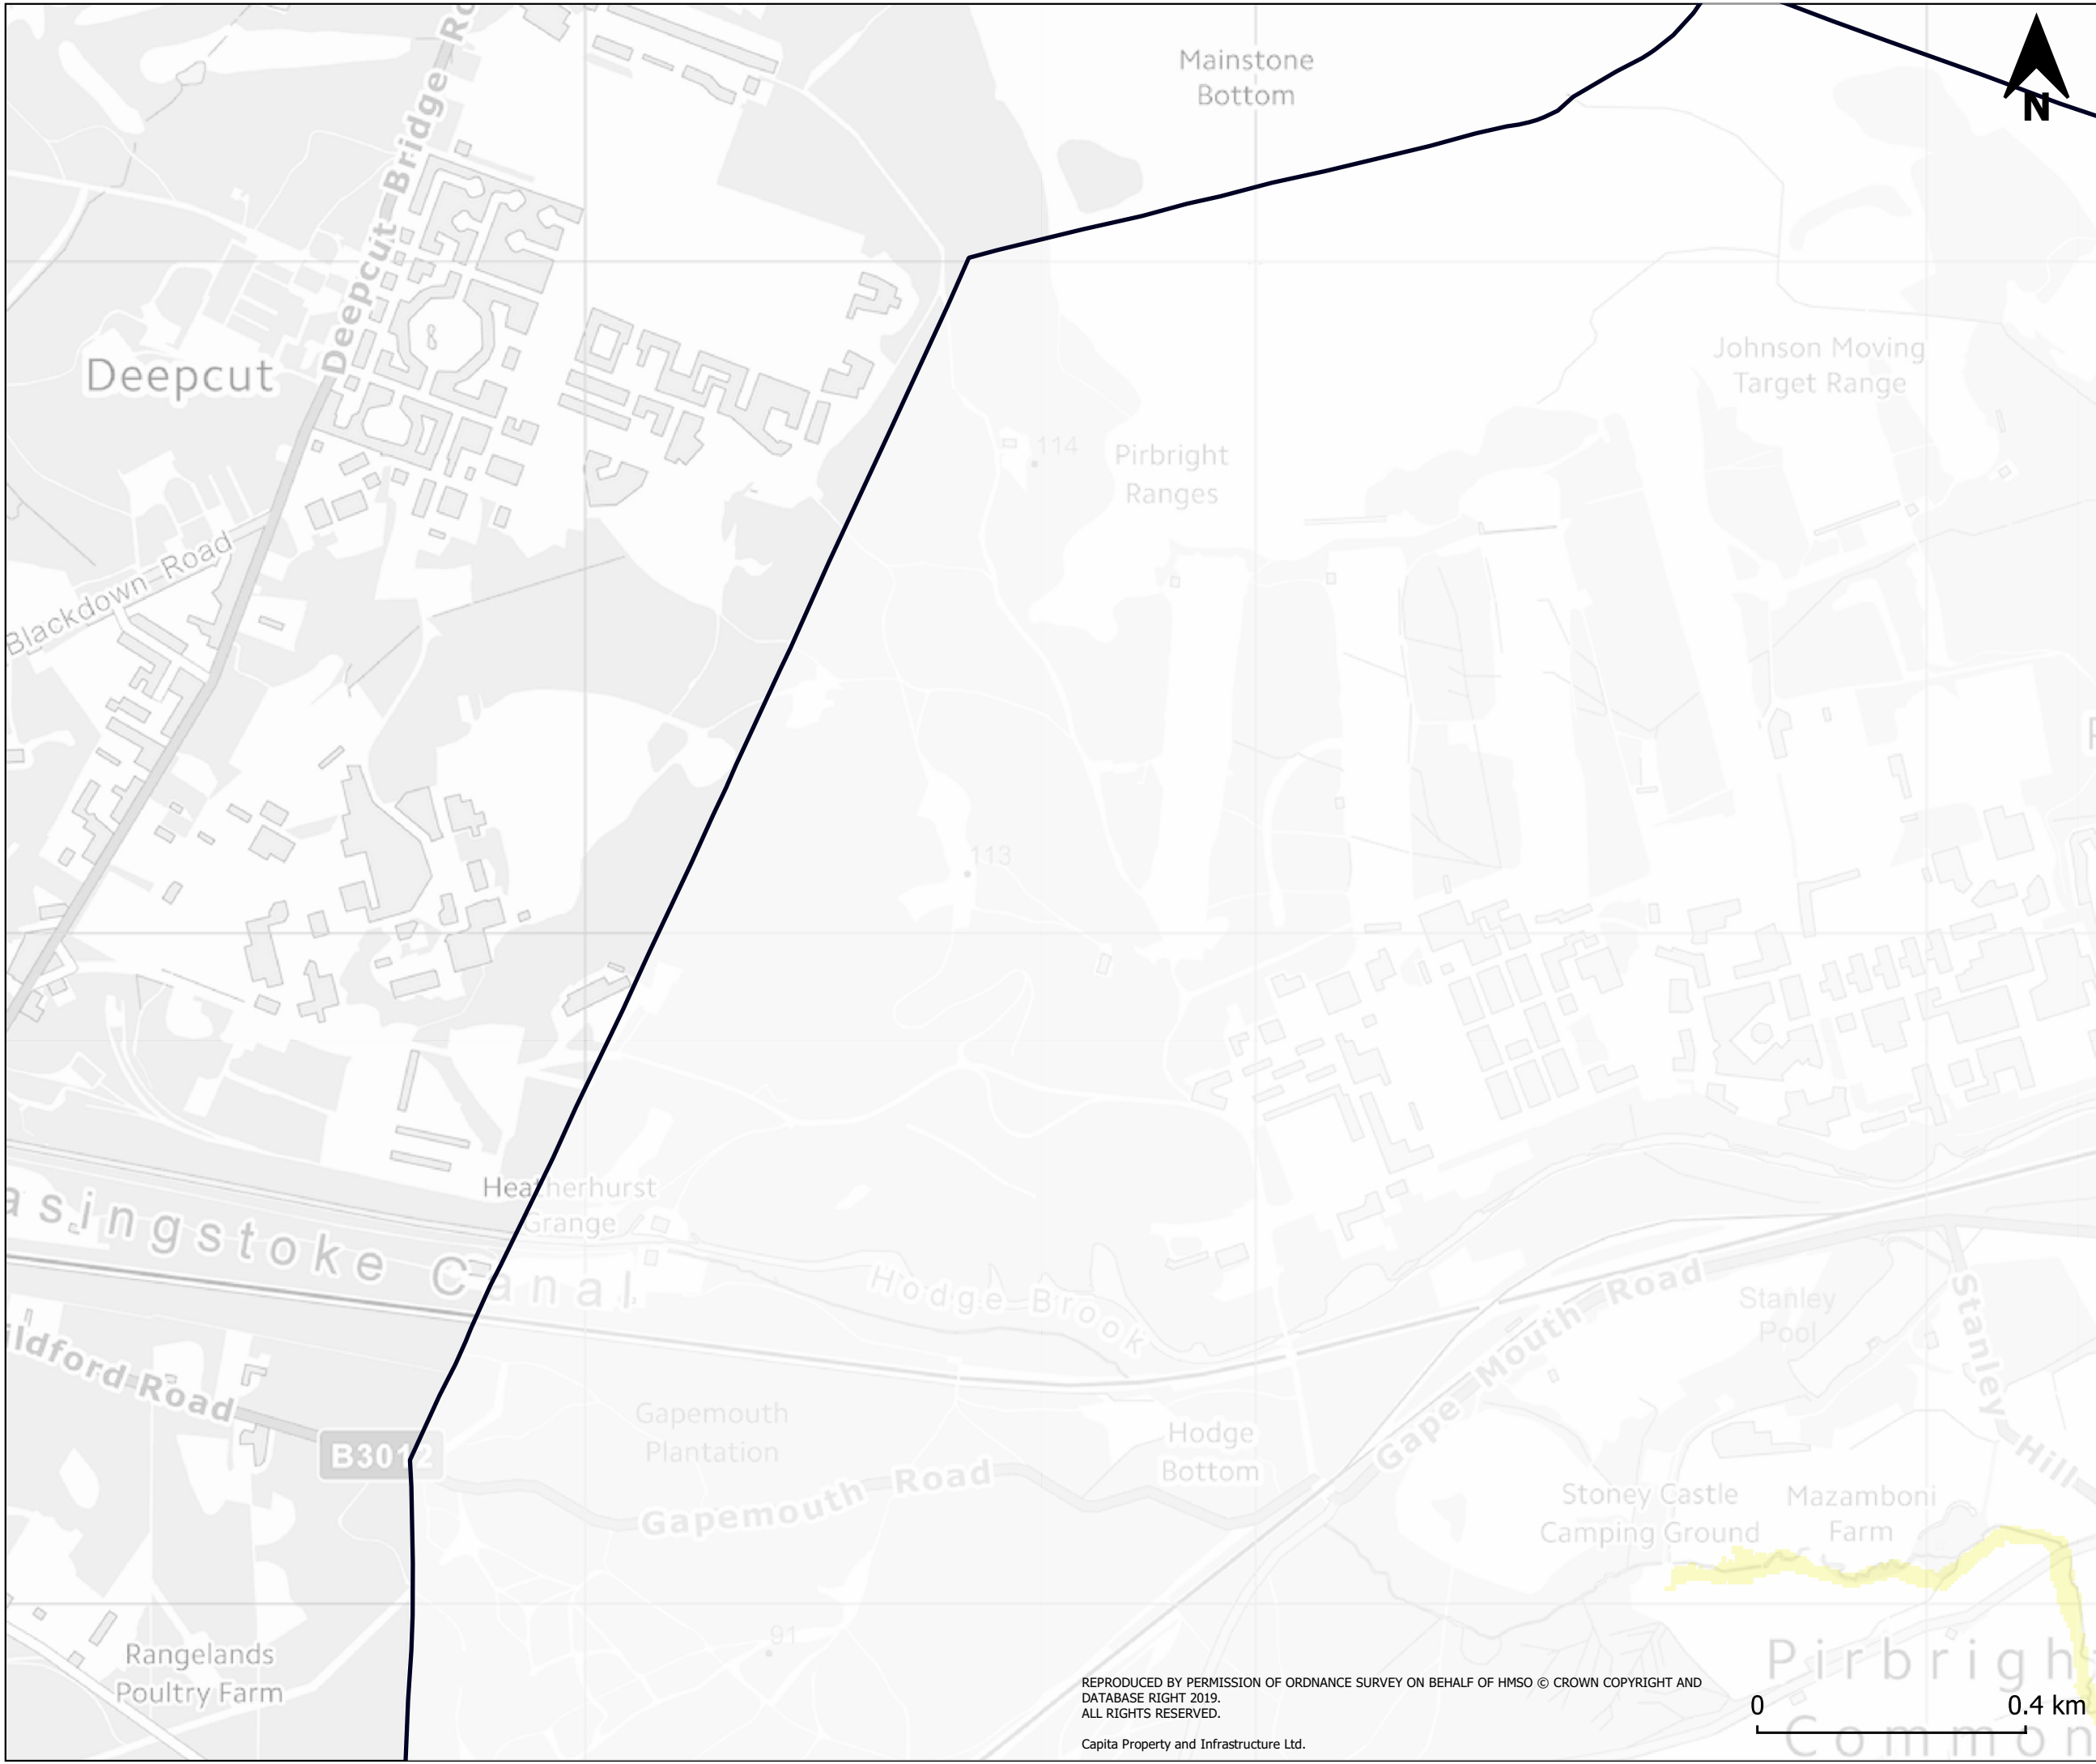 Deepcut Bridge Ro
Mainstone
Bottom
N
Deepcut
Johnson Moving
Target Range
114
Pirbright
Ranges
Blackdown Road
113
Heatherhurst
Grange
asingstoke Canal
Hodge Brook
ildford Road
B3012
Gapemouth
Plantation
Gapemouth Road
Hodge
Bottom
Gape Mouth Road
Stanley
Pool
Stanley Hill
Stoney Castle
Camping Ground
Mazamboni
Farm
91
Rangelands
Poultry Farm
Pirbrigh
Common
REPRODUCED BY PERMISSION OF ORDNANCE SURVEY ON BEHALF OF HMSO © CROWN COPYRIGHT AND
DATABASE RIGHT 2019.
ALL RIGHTS RESERVED.
Capita Property and Infrastructure Ltd.
0 0.4 km